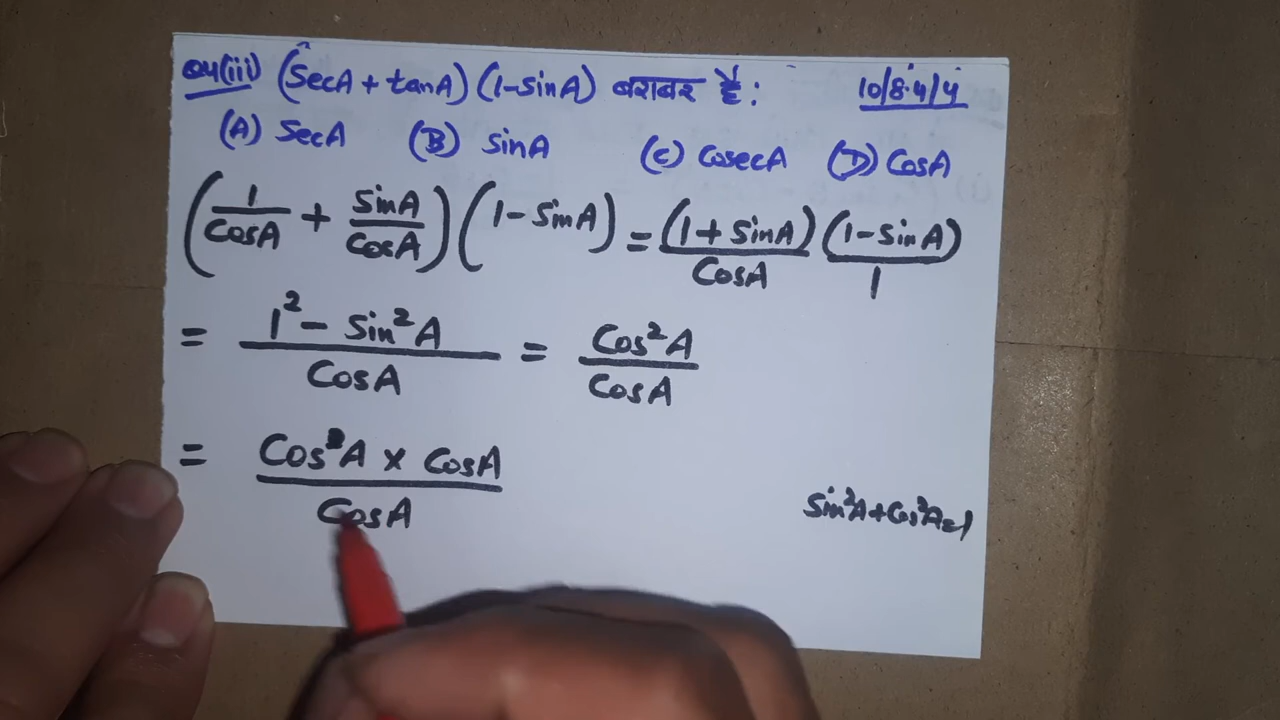 Q4(iii) (SecA + tanA) (1-SinA) बराबर है : 10/8.4/4
(A) SecA (B) sinA (C) CosecA (D) CosA
(1/CosA + SinA/CosA) (1 - SinA) = (1 + SinA)/CosA (1-SinA)/1
= 1² - Sin²A/CosA = Cos²A/CosA
= CosA x CosA/CosA
Sin²A+Cos²A=1